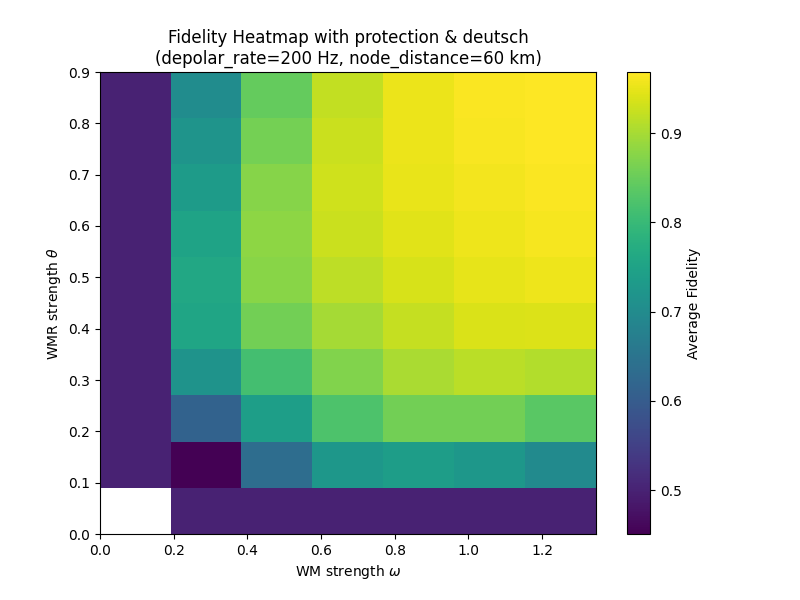 Fidelity Heatmap with protection & deutsch
(depolar_rate=200 Hz, node_distance=60 km)
0.9
0.8
0.7
0.6
0.5
0.4
0.3
0.2
0.1
0.0
WMR strength θ
0.0 0.2 0.4 0.6 0.8 1.0 1.2
WM strength ω
0.9
0.8
0.7
0.6
0.5
Average Fidelity